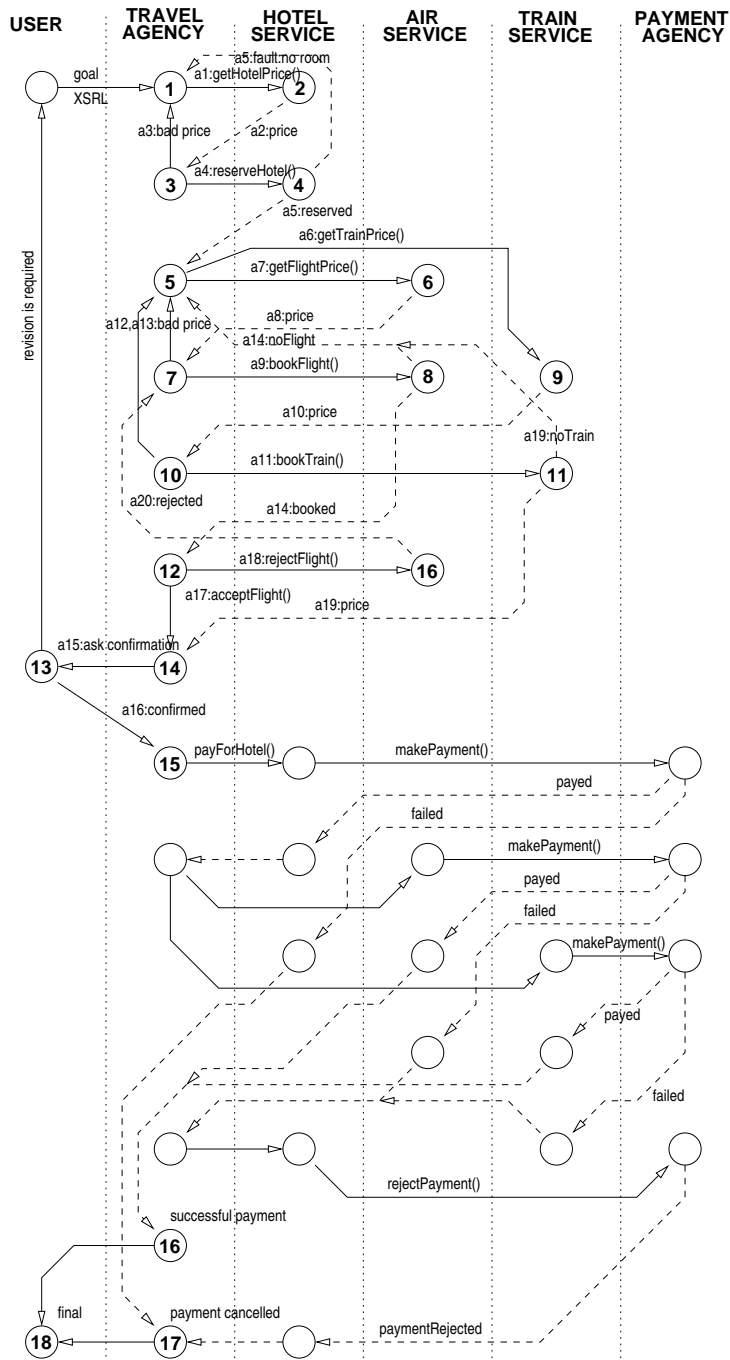 USER
TRAVEL
AGENCY
HOTEL
SERVICE
AIR
SERVICE
TRAIN
SERVICE
PAYMENT
AGENCY
a5:fault:no room
goal
a1:getHotelPrice()
1
2
XSRL
a3:bad price
a2:price
a4:reserveHotel()
3
4
a5:reserved
a6:getTrainPrice()
revision is required
a7:getFlightPrice()
5
6
a8:price
a12,a13:bad price
a14:noFlight
a9:bookFlight()
7
8
9
a10:price
a19:noTrain
a11:bookTrain()
10
11
a20:rejected
a14:booked
a18:rejectFlight()
12
16
a17:acceptFlight()
a19:price
a15:ask confirmation
13
14
a16:confirmed
payForHotel()
makePayment()
15
payed
failed
makePayment()
payed
failed
makePayment()
payed
failed
rejectPayment()
successful payment
16
final
payment cancelled
paymentRejected
18
17